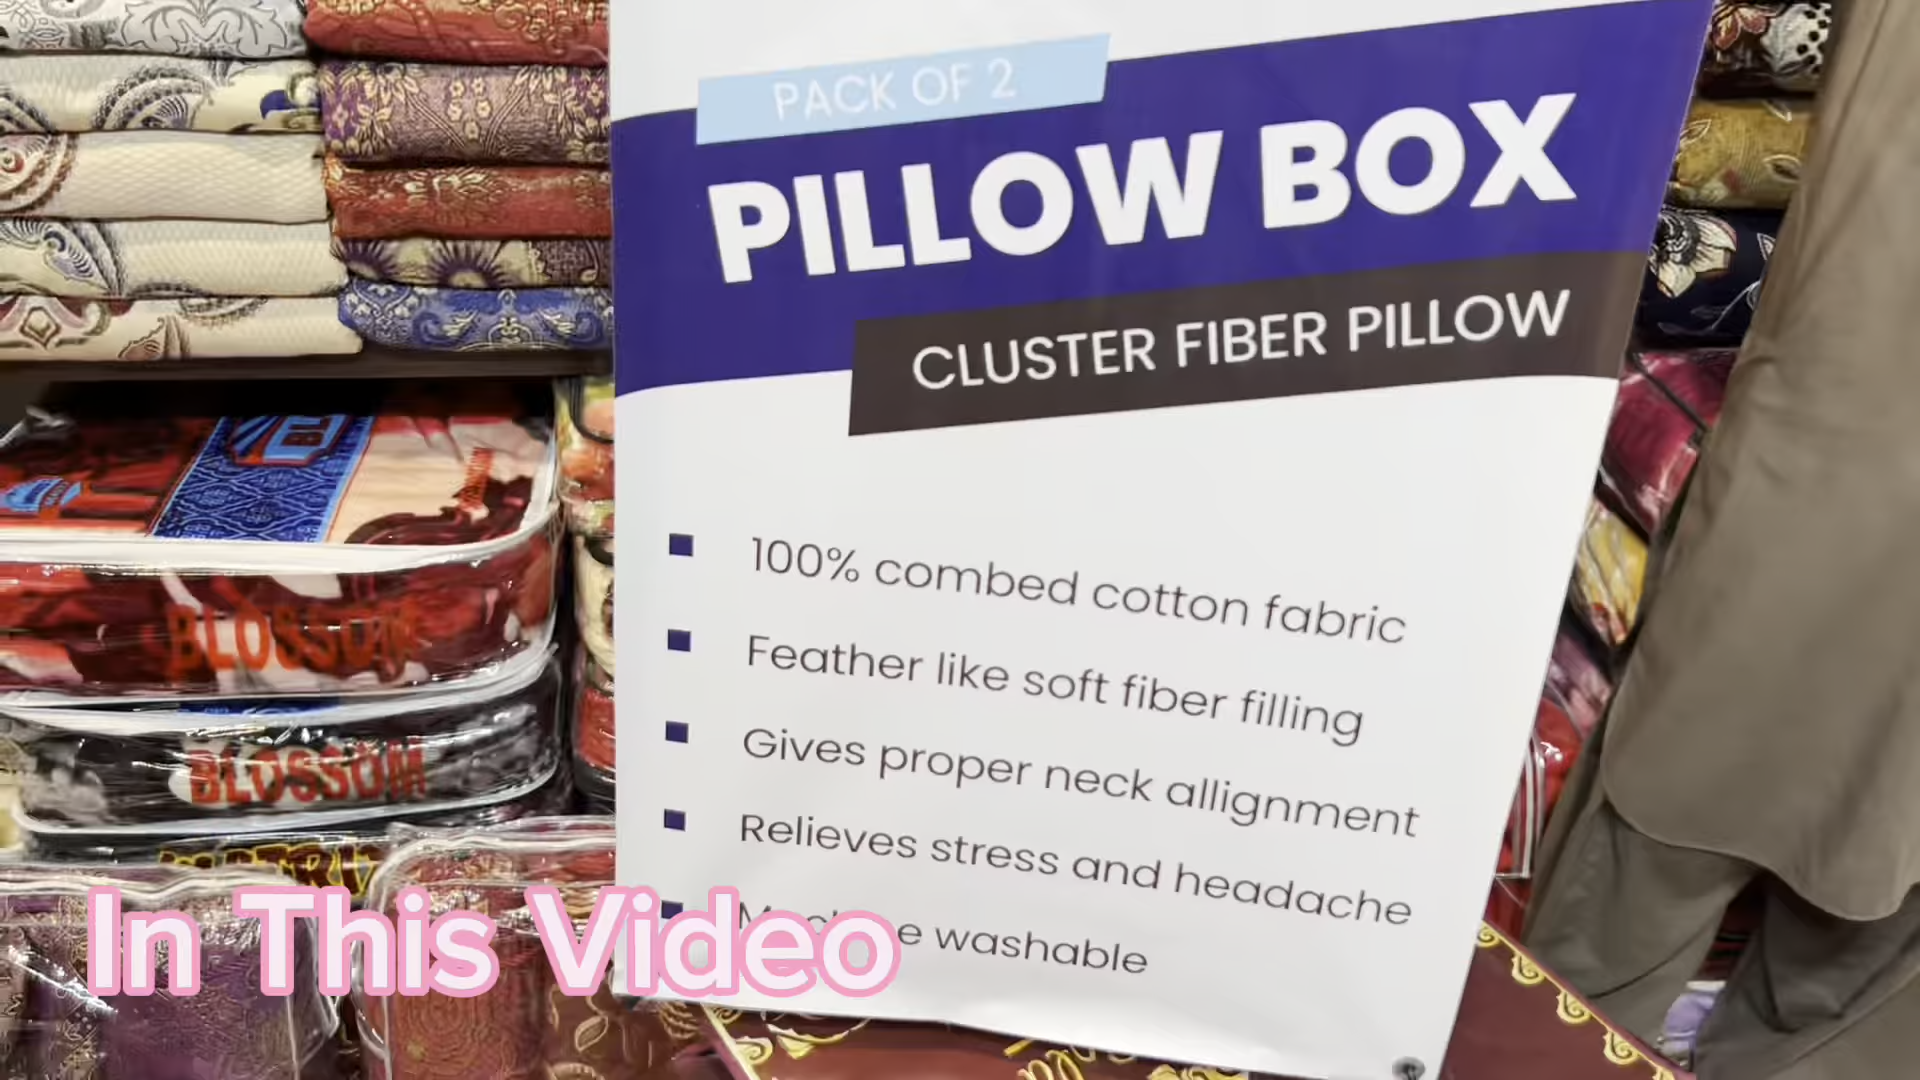 PACK OF 2
PILLOW BOX
CLUSTER FIBER PILLOW
100% combed cotton fabric
Feather like soft fiber filling
Gives proper neck allignment
Relieves stress and headache
washable
BLOSSOM
BLOSSOM
In This Video